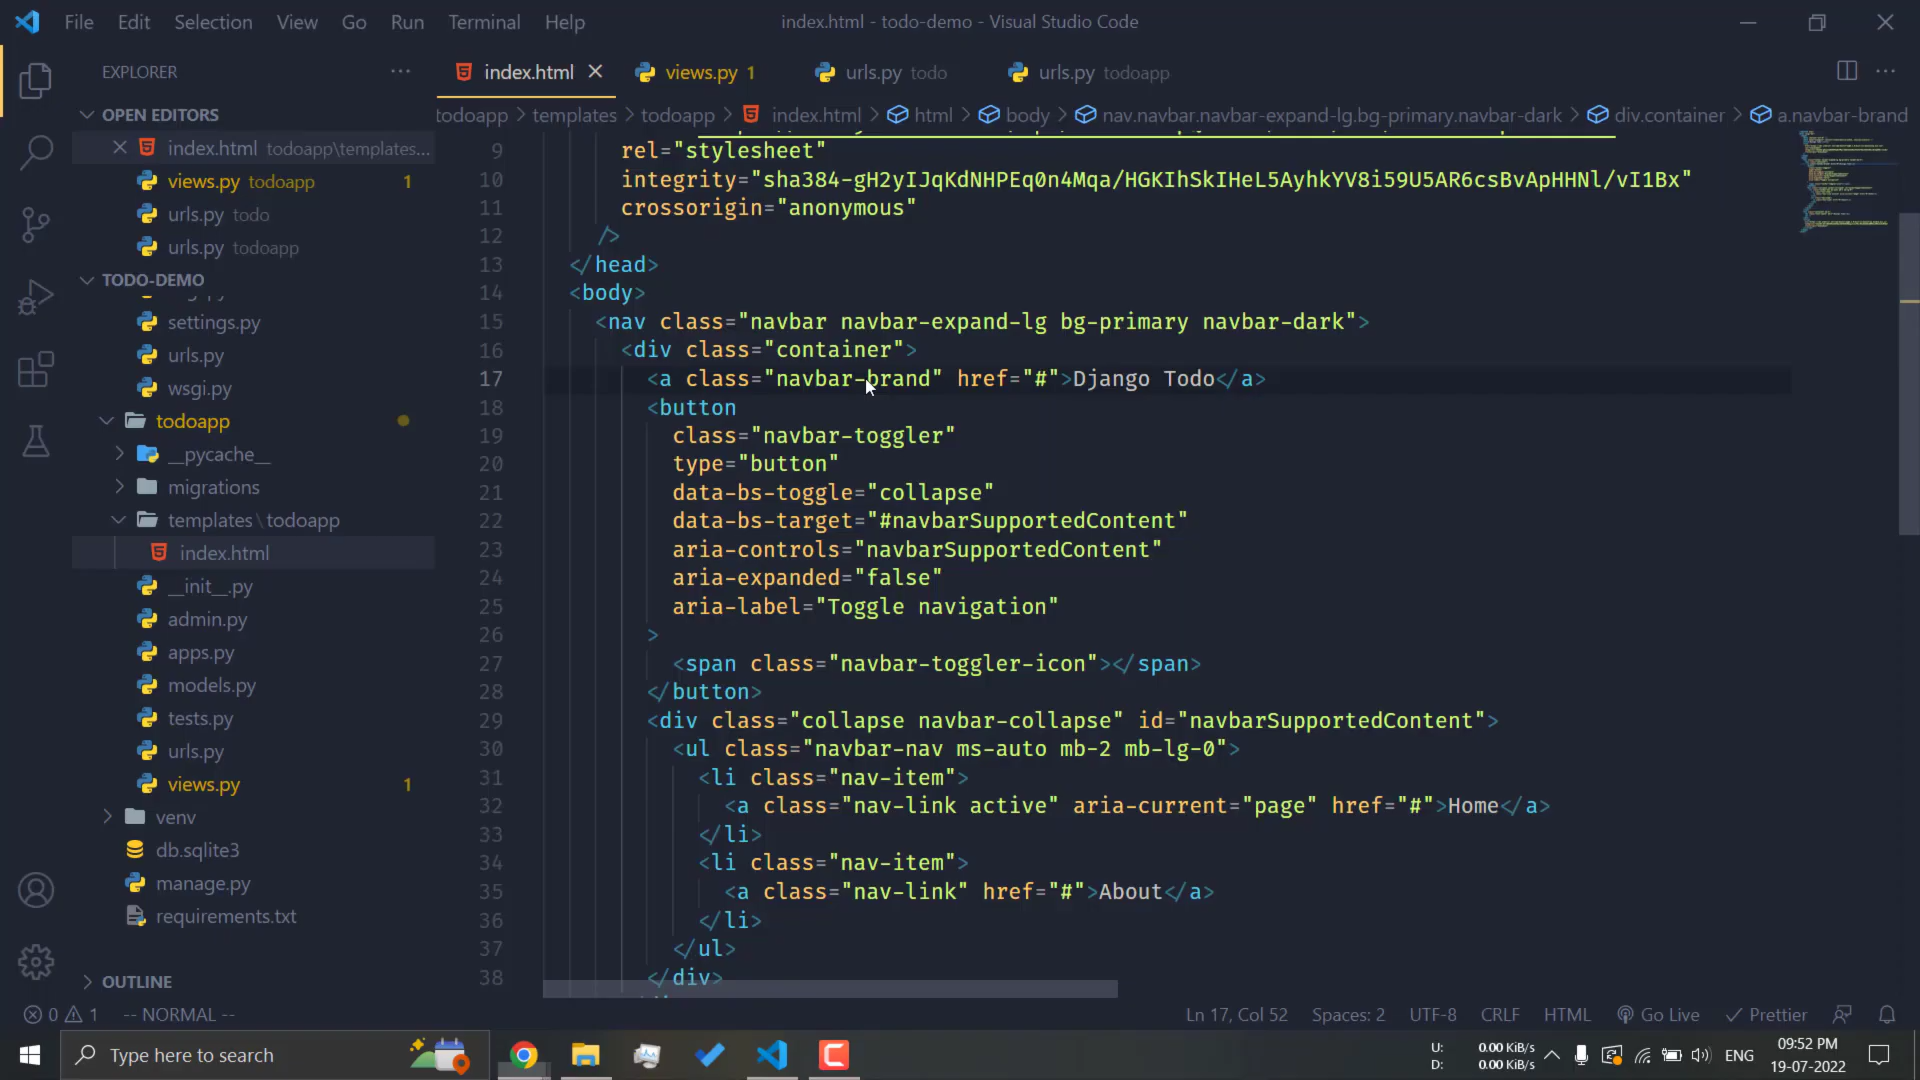 File Edit Selection View Go Run Terminal Help
index.html - todo-demo - Visual Studio Code
EXPLORER
index.html
views.py 1
urls.py todo
urls.py todoapp
OPEN EDITORS
index.html todoapp\templates...
views.py todoapp 1
urls.py todo
urls.py todoapp
TODO-DEMO
settings.py
urls.py
wsgi.py
todoapp
__pycache__
migrations
templates \ todoapp
index.html
__init__.py
admin.py
apps.py
models.py
tests.py
urls.py
views.py 1
venv
db.sqlite3
manage.py
requirements.txt
OUTLINE
todoapp > templates > todoapp > index.html > html > body > nav.navbar.navbar-expand-lg.bg-primary.navbar-dark > div.container > a.navbar-brand
9 rel="stylesheet"
10 integrity="sha384-gH2yIJqKdNHPEq0n4Mqa/HGKIhSkIHeL5AyhkYV8i59U5AR6csBvApHHNl/vI1Bx"
11 crossorigin="anonymous"
12 />
13 </head>
14 <body>
15 <nav class="navbar navbar-expand-lg bg-primary navbar-dark">
16 <div class="container">
17 <a class="navbar-brand" href="#">Django Todo</a>
18 <button
19 class="navbar-toggler"
20 type="button"
21 data-bs-toggle="collapse"
22 data-bs-target="#navbarSupportedContent"
23 aria-controls="navbarSupportedContent"
24 aria-expanded="false"
25 aria-label="Toggle navigation"
26 >
27 <span class="navbar-toggler-icon"></span>
28 </button>
29 <div class="collapse navbar-collapse" id="navbarSupportedContent">
30 <ul class="navbar-nav ms-auto mb-2 mb-lg-0">
31 <li class="nav-item">
32 <a class="nav-link active" aria-current="page" href="#">Home</a>
33 </li>
34 <li class="nav-item">
35 <a class="nav-link" href="#">About</a>
36 </li>
37 </ul>
38 </div>
0 1 -- NORMAL --
Ln 17, Col 52 Spaces: 2 UTF-8 CRLF HTML Go Live Prettier
Type here to search
U: 0.00 KiB/s
D: 0.00 KiB/s
ENG
09:52 PM
19-07-2022